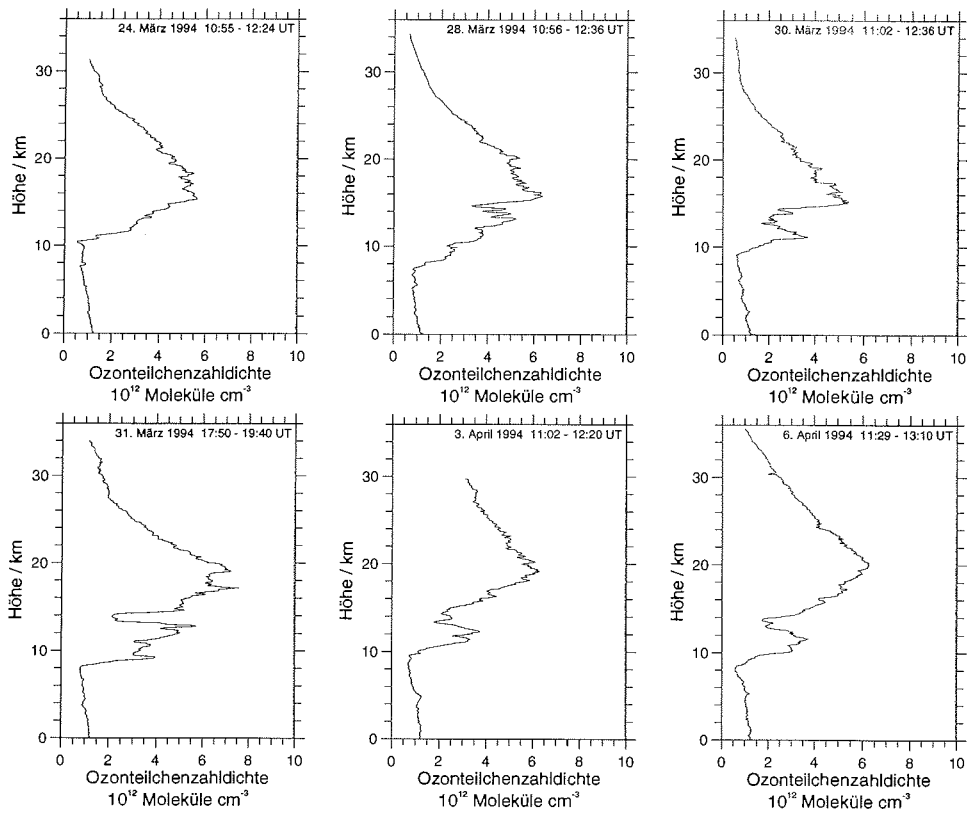 24. März 1994 10:55 - 12:24 UT
30
20
10
0
Höhe / km
0 2 4 6 8 10
Ozonteilchenzahldichte
10¹² Moleküle cm⁻³
28. März 1994 10:56 - 12:36 UT
30
20
10
0
Höhe / km
0 2 4 6 8 10
Ozonteilchenzahldichte
10¹² Moleküle cm⁻³
30. März 1994 11:02 - 12:36 UT
30
20
10
0
Höhe / km
0 2 4 6 8 10
Ozonteilchenzahldichte
10¹² Moleküle cm⁻³
31. März 1994 17:50 - 19:40 UT
30
20
10
0
Höhe / km
0 2 4 6 8 10
Ozonteilchenzahldichte
10¹² Moleküle cm⁻³
3. April 1994 11:02 - 12:20 UT
30
20
10
0
Höhe / km
0 2 4 6 8 10
Ozonteilchenzahldichte
10¹² Moleküle cm⁻³
6. April 1994 11:29 - 13:10 UT
30
20
10
0
Höhe / km
0 2 4 6 8 10
Ozonteilchenzahldichte
10¹² Moleküle cm⁻³